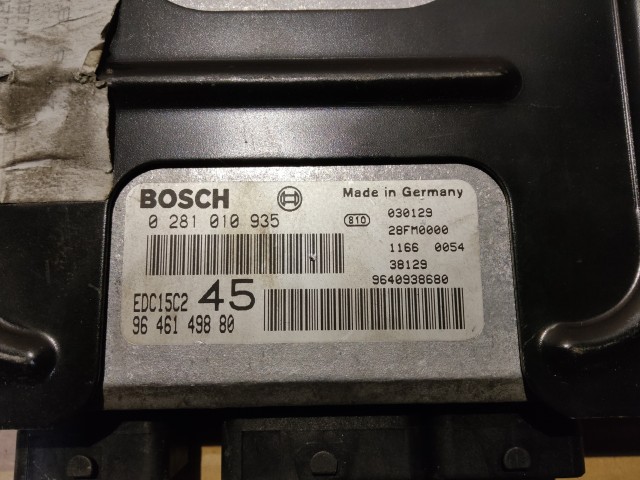 BOSCH
Made in Germany
0 281 010 935
810
030129
28FM0000
1166 0054
38129
9640938680
EDC15C2 45
96 461 498 80